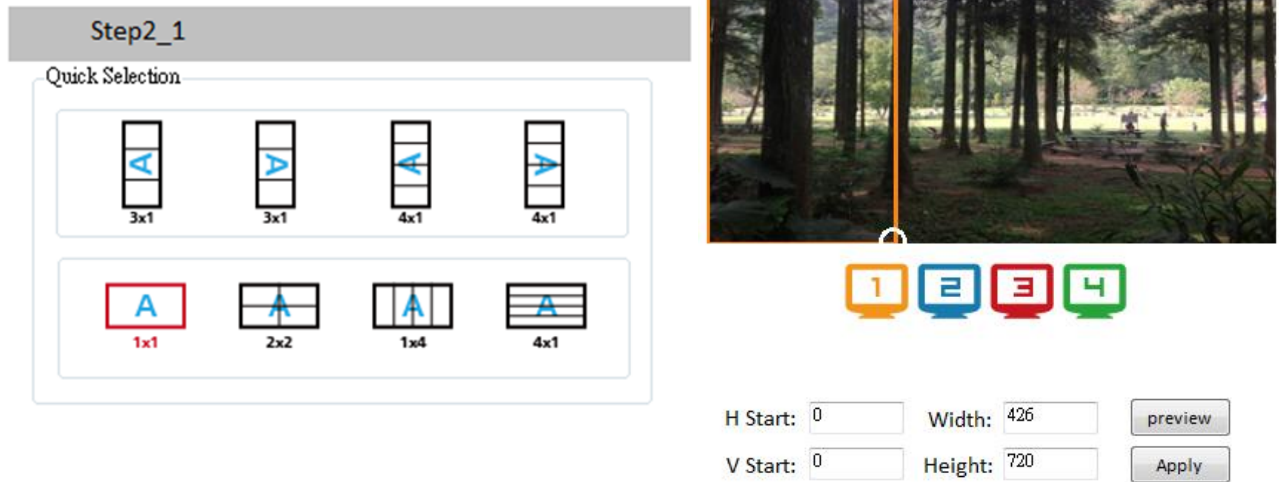 Step2_1
Quick Selection
A A A A
3x1 3x1 4x1 4x1
A A A A
1x1 2x2 1x4 4x1
1 2 3 4
H Start: 0 Width: 426 preview
V Start: 0 Height: 720 Apply